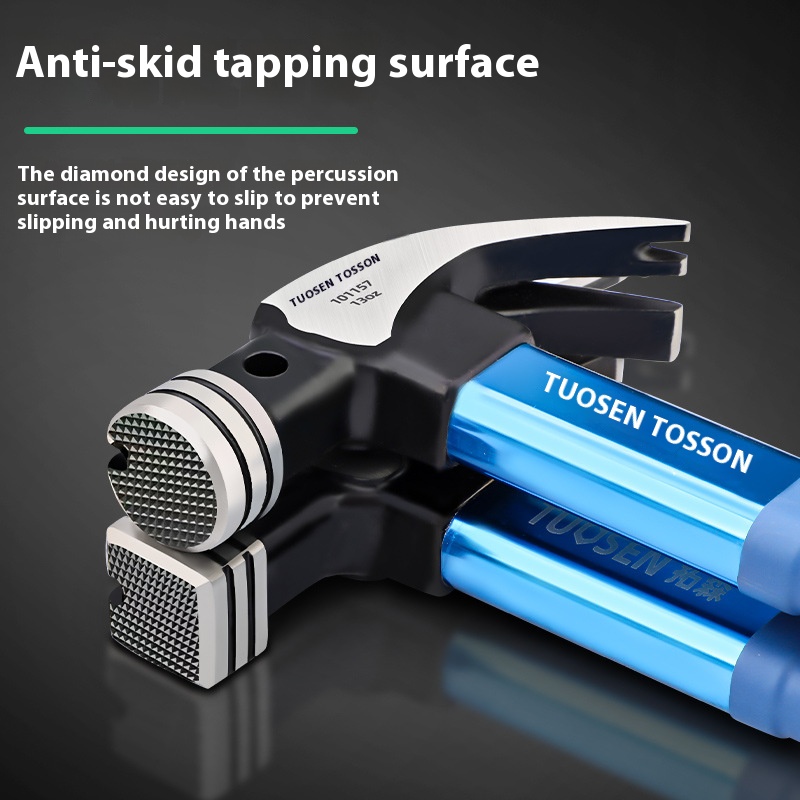 Anti-skid tapping surface
The diamond design of the percussion
surface is not easy to slip to prevent
slipping and hurting hands
TUOSEN TOSSON
101157
13oz
TUOSEN TOSSON
TUOSEN 拓森